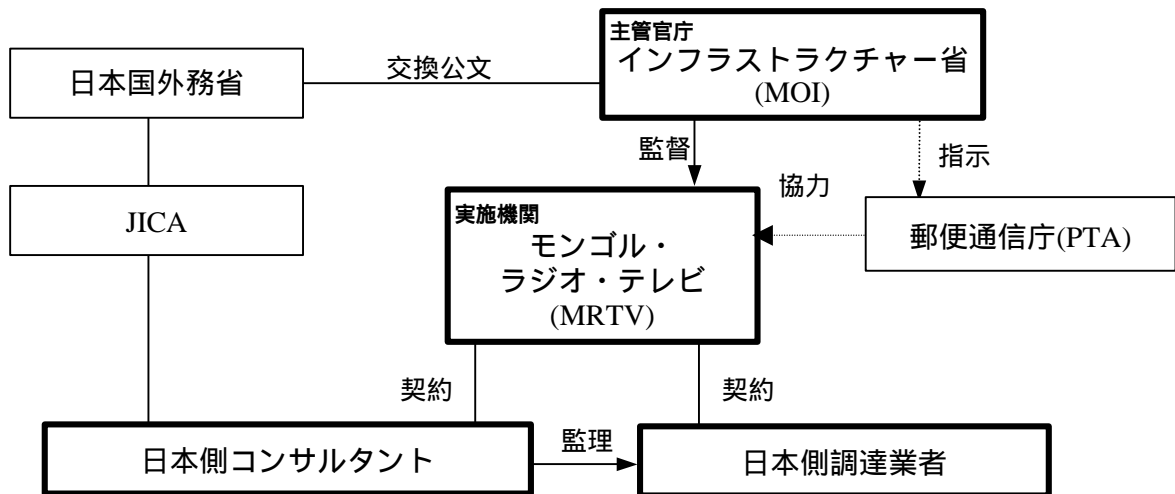 主管官庁
インフラストラクチャー省
(MOI)
日本国外務省
交換公文
監督
指示
協力
JICA
実施機関
モンゴル・
ラジオ・テレビ
(MRTV)
郵便通信庁(PTA)
契約
契約
日本側コンサルタント
監理
日本側調達業者